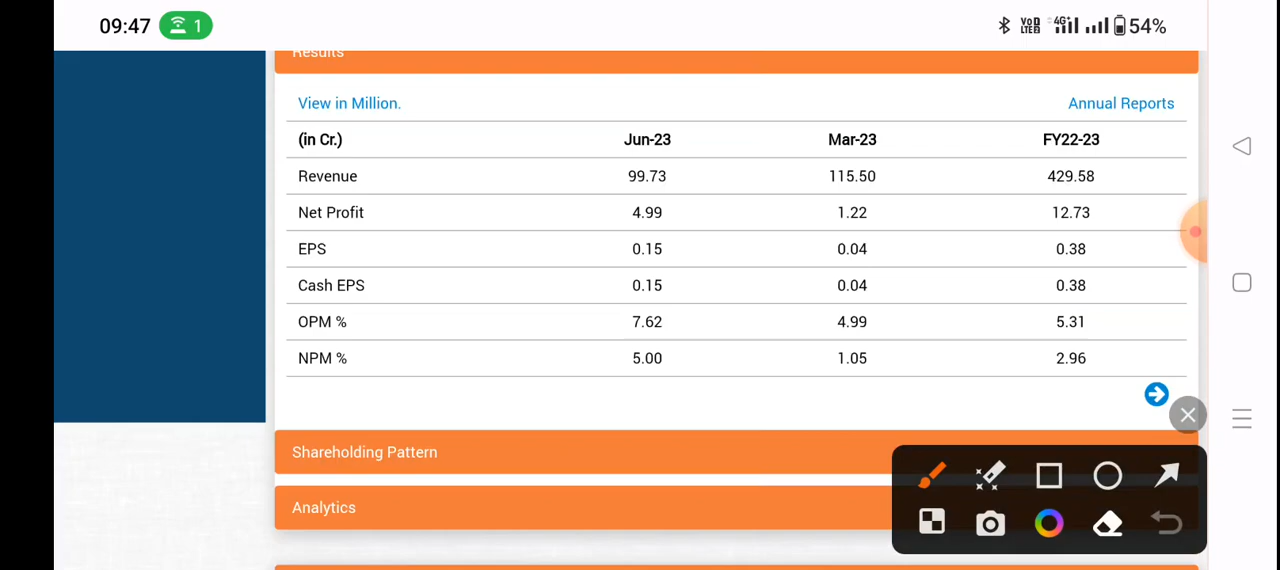 09:47 1 VoD LTED 4G+ 54%
Results
View in Million. Annual Reports
(in Cr.) Jun-23 Mar-23 FY22-23
Revenue 99.73 115.50 429.58
Net Profit 4.99 1.22 12.73
EPS 0.15 0.04 0.38
Cash EPS 0.15 0.04 0.38
OPM % 7.62 4.99 5.31
NPM % 5.00 1.05 2.96
Shareholding Pattern
Analytics